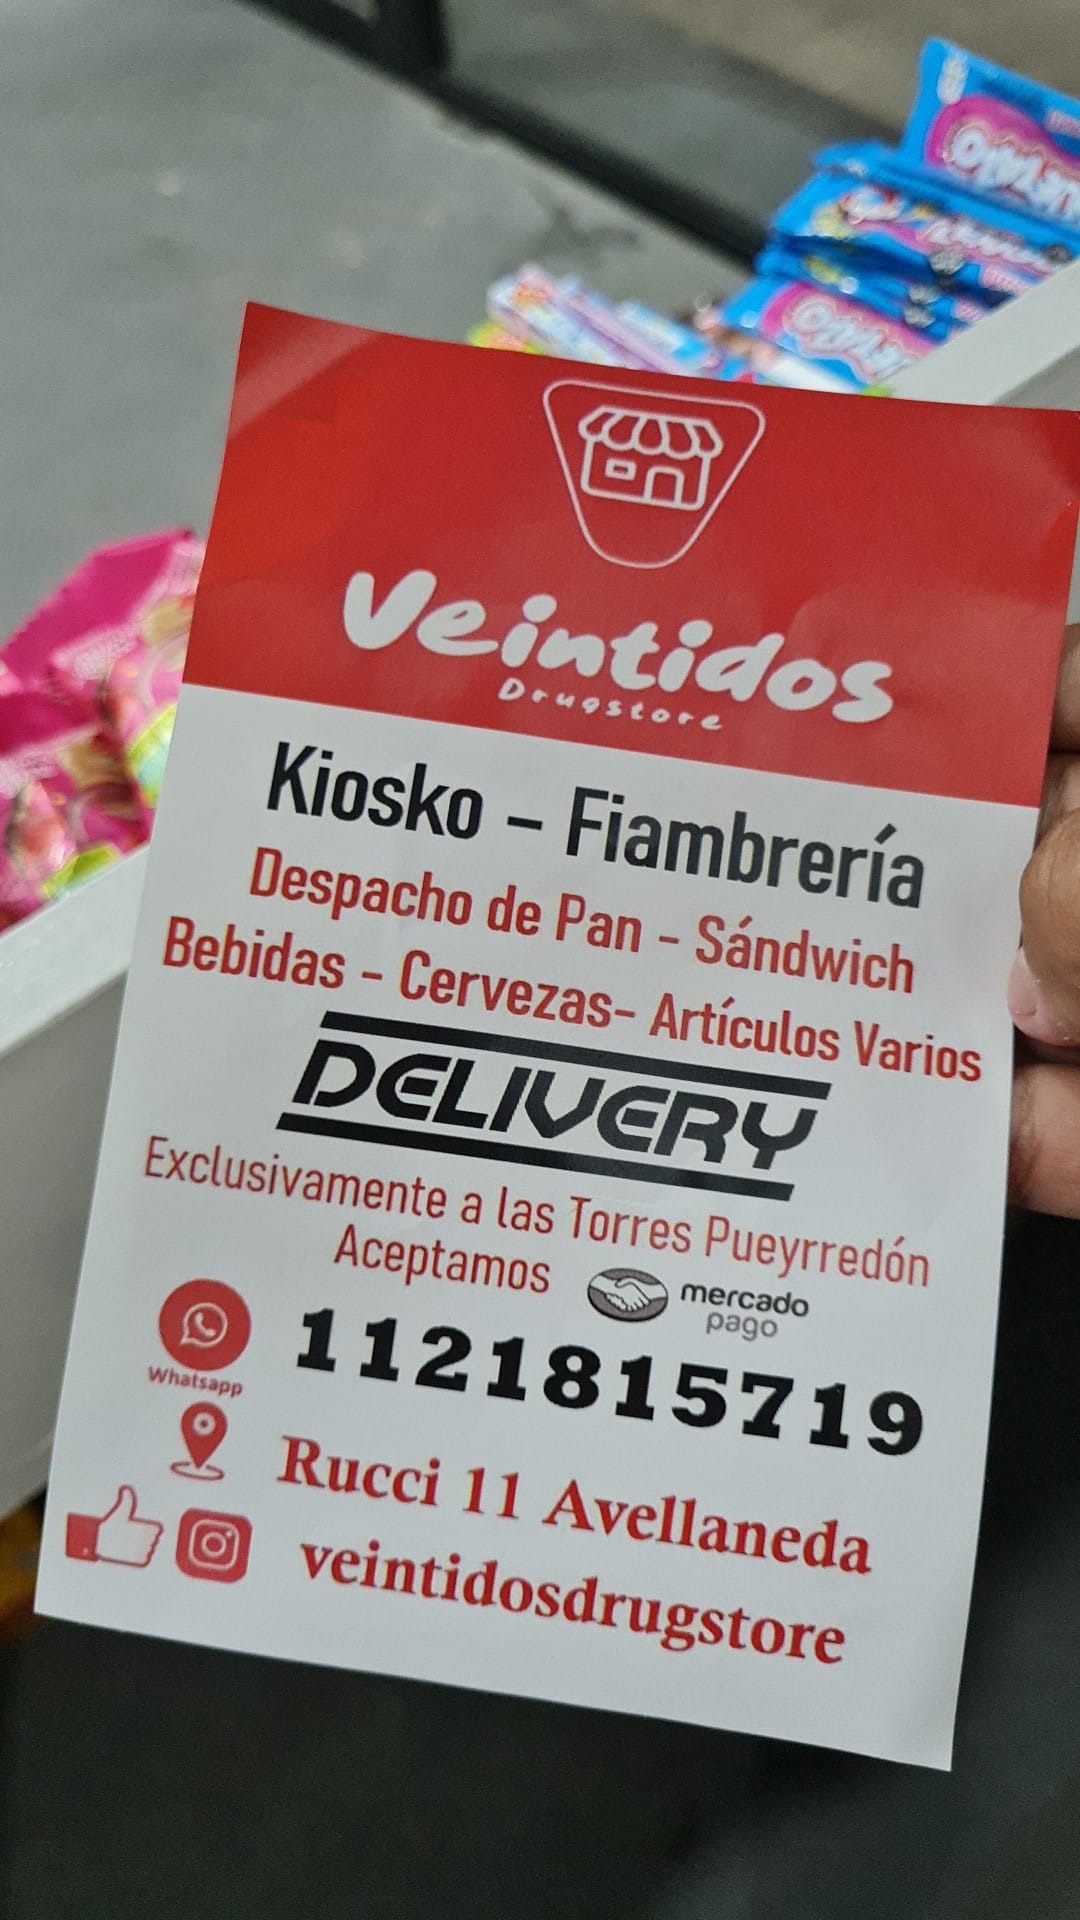 Veintidos
Drugstore
Kiosko - Fiambrería
Despacho de Pan - Sándwich
Bebidas - Cervezas- Artículos Varios
DELIVERY
Exclusivamente a las Torres Pueyrredón
Aceptamos mercado pago
Whatsapp
1121815719
Rucci 11 Avellaneda
veintidosdrugstore